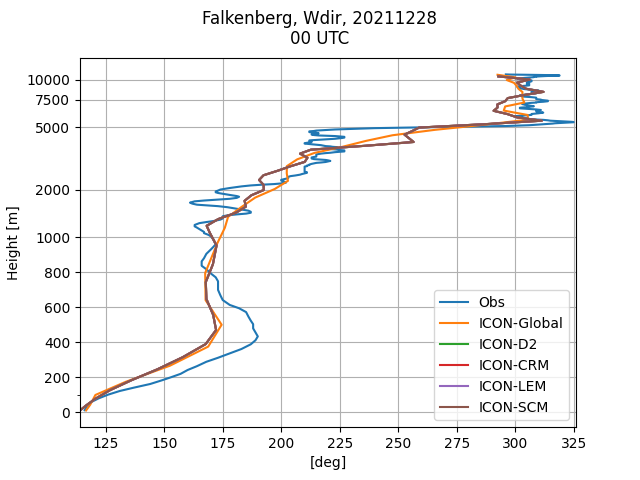 Falkenberg, Wdir, 20211228
00 UTC
10000
7500
5000
2000
1000
800
600
400
200
0
Height [m]
Obs
ICON-Global
ICON-D2
ICON-CRM
ICON-LEM
ICON-SCM
125
150
175
200
225
250
275
300
325
[deg]